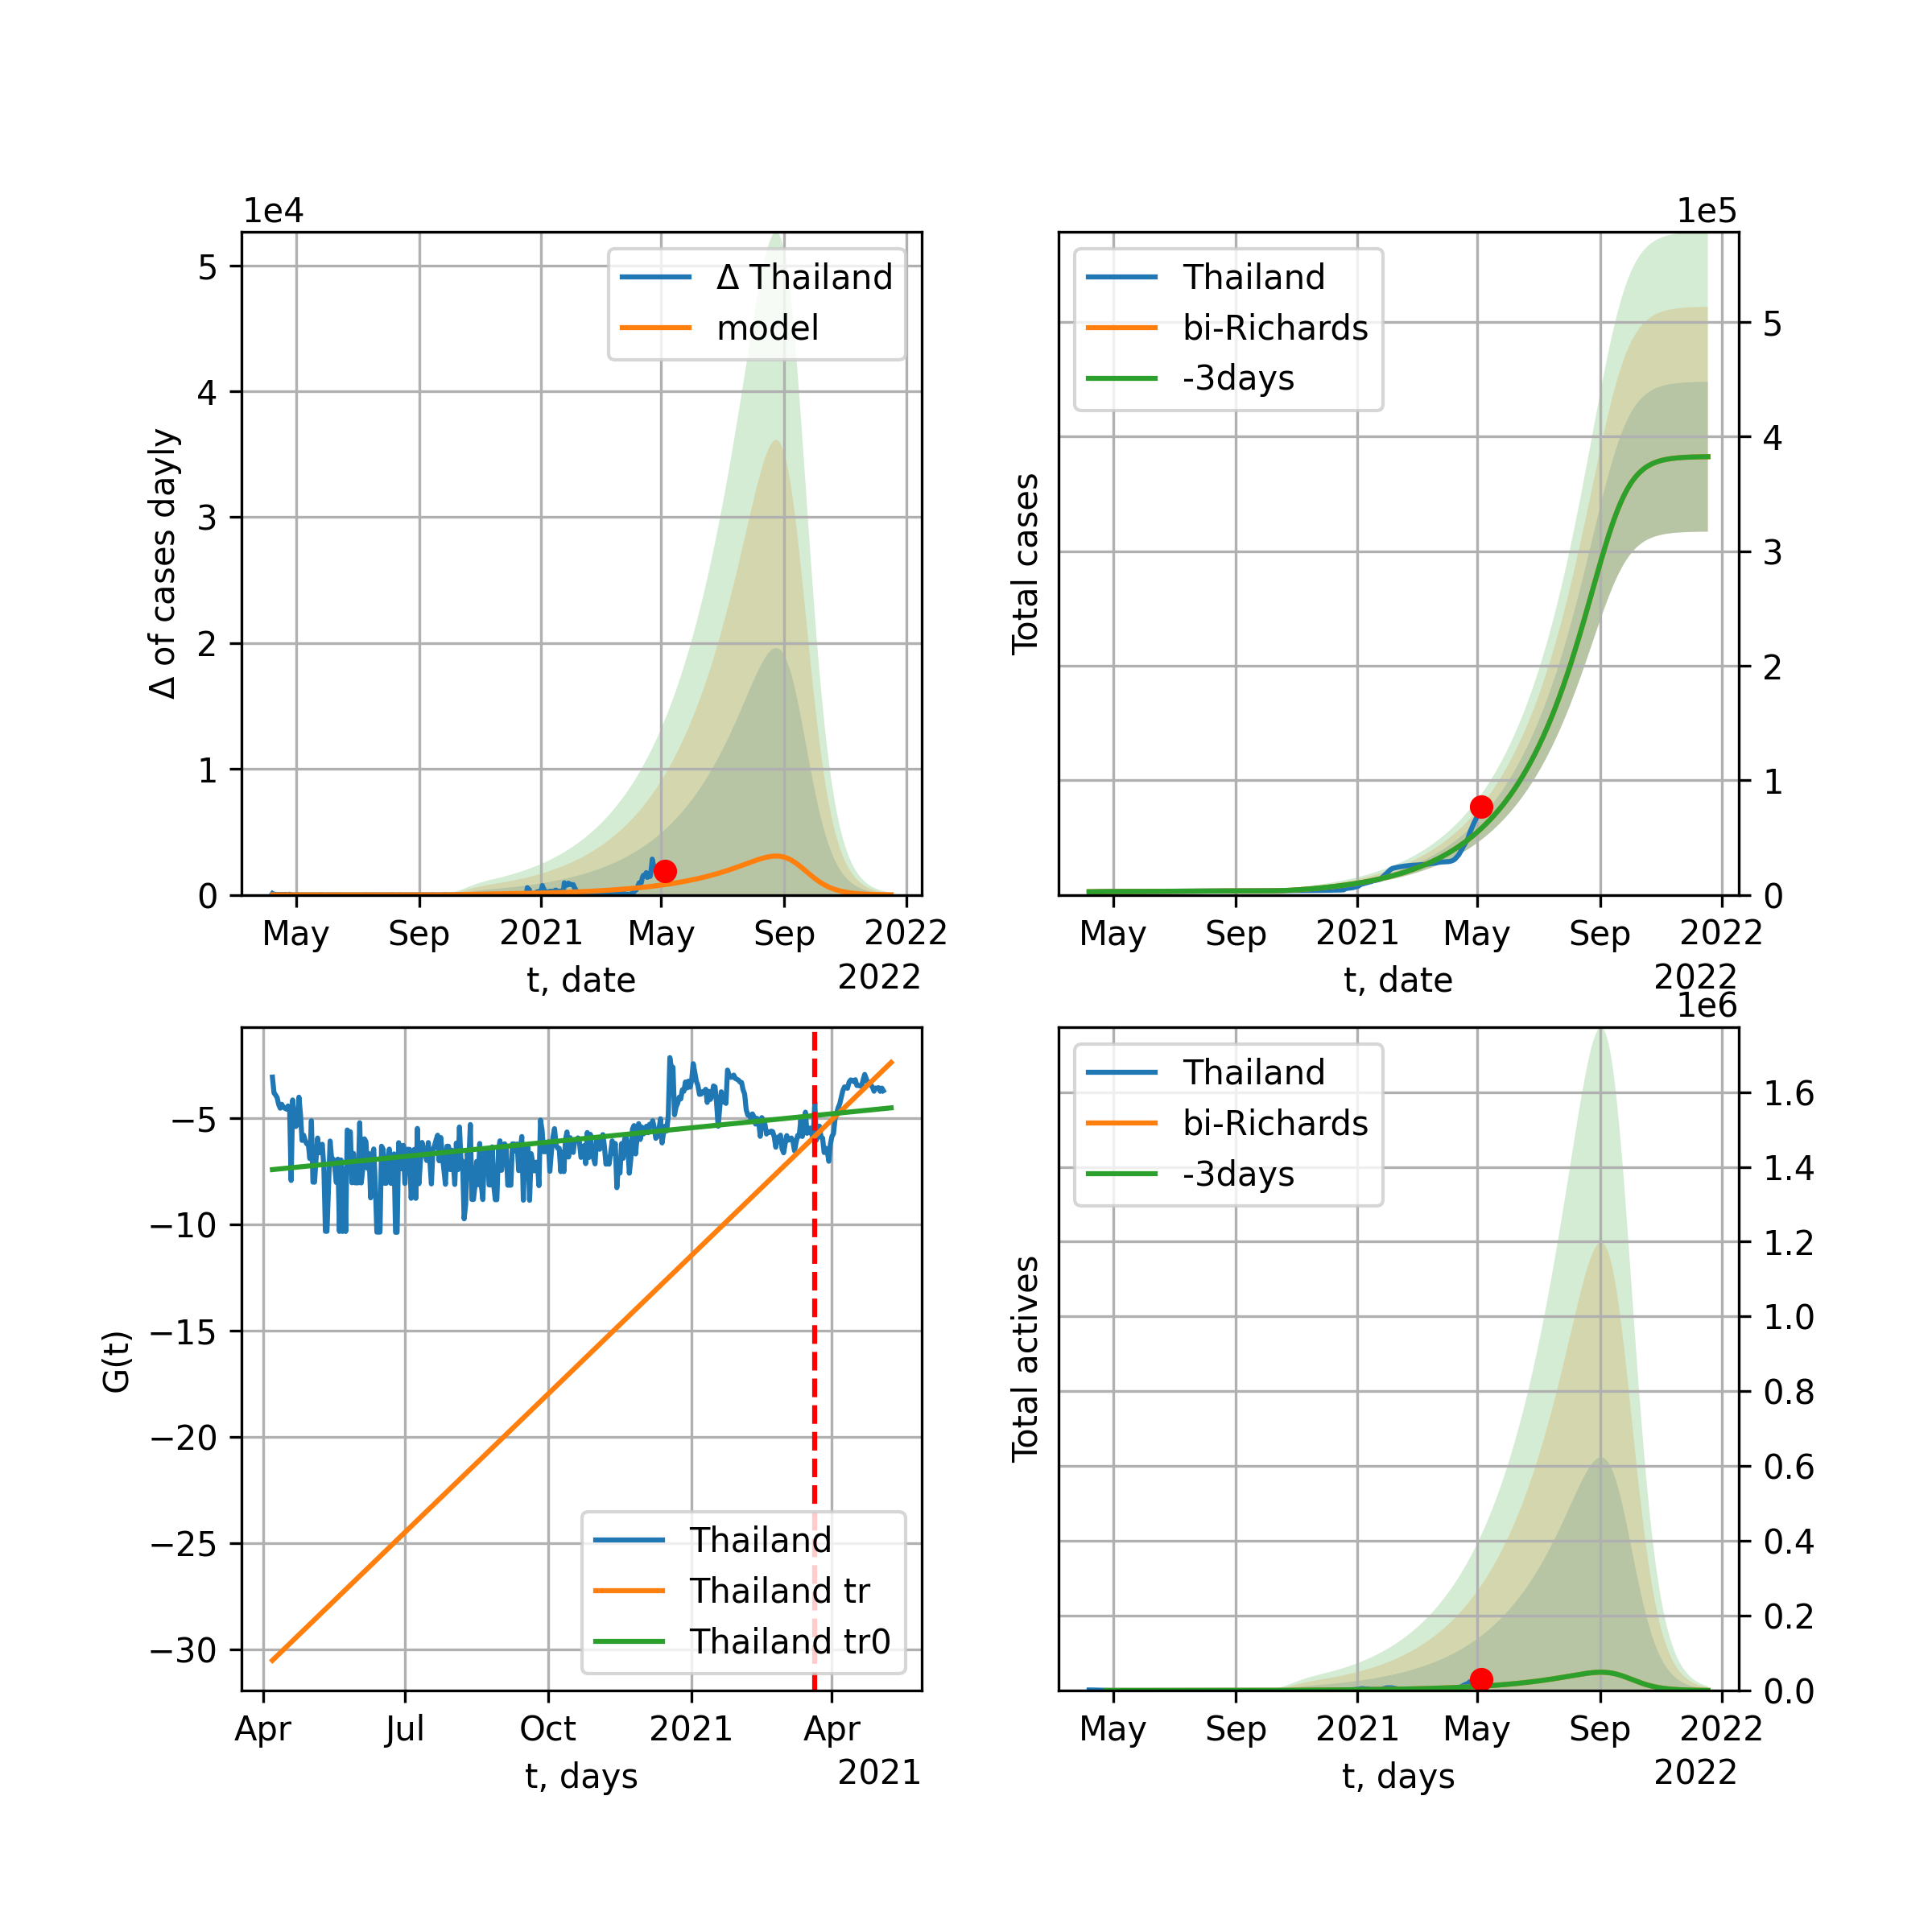 1e4
Δ of cases dayly
5
4
3
2
1
0
Δ Thailand
model
May Sep 2021 May Sep 2022
t, date
2022
1e5
Total cases
Thailand
bi-Richards
-3days
5
4
3
2
1
0
May Sep 2021 May Sep 2022
t, date
2022
G(t)
−5
−10
−15
−20
−25
−30
Thailand
Thailand tr
Thailand tr0
Apr Jul Oct 2021 Apr
t, days
2021
1e6
Total actives
Thailand
bi-Richards
-3days
1.6
1.4
1.2
1.0
0.8
0.6
0.4
0.2
0.0
May Sep 2021 May Sep 2022
t, days
2022